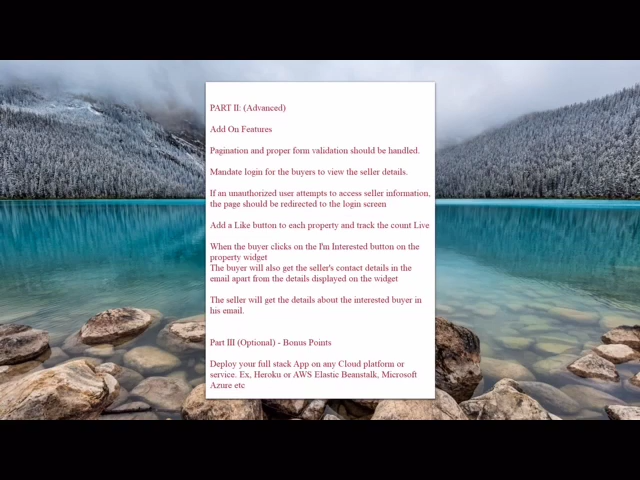 PART II: (Advanced)
Add On Features
Pagination and proper form validation should be handled.
Mandate login for the buyers to view the seller details.
If an unauthorized user attempts to access seller information,
the page should be redirected to the login screen
Add a Like button to each property and track the count Live
When the buyer clicks on the I'm Interested button on the
property widget
The buyer will also get the seller's contact details in the
email apart from the details displayed on the widget
The seller will get the details about the interested buyer in
his email.
Part III (Optional) - Bonus Points
Deploy your full stack App on any Cloud platform or
service. Ex, Heroku or AWS Elastic Beanstalk, Microsoft
Azure etc